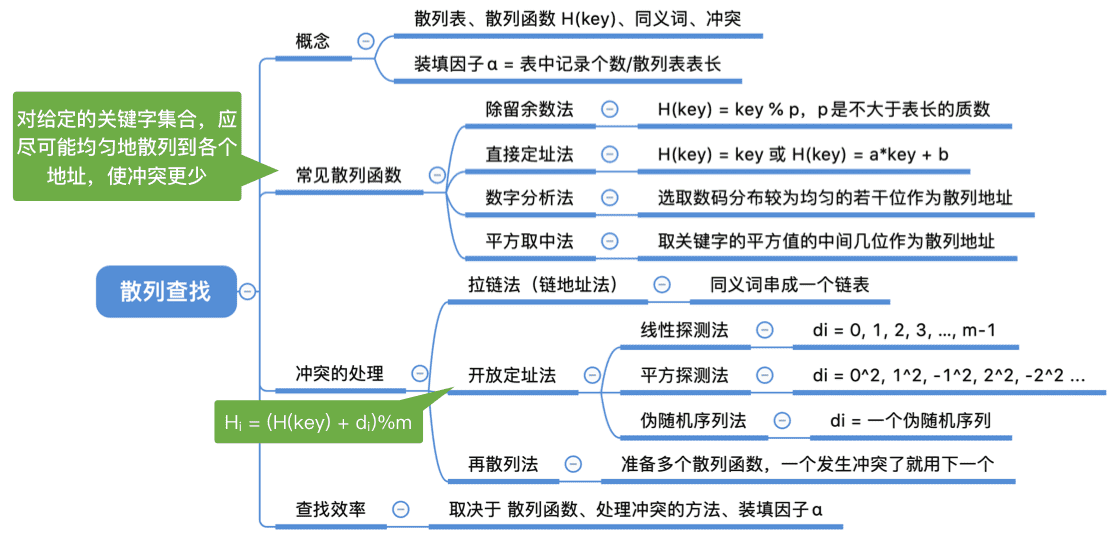 散列查找
概念
散列表、散列函数 H(key)、同义词、冲突
装填因子α = 表中记录个数/散列表表长
对给定的关键字集合，应
尽可能均匀地散列到各个
地址，使冲突更少
常见散列函数
除留余数法
H(key) = key % p，p是不大于表长的质数
直接定址法
H(key) = key 或 H(key) = a*key + b
数字分析法
选取数码分布较为均匀的若干位作为散列地址
平方取中法
取关键字的平方值的中间几位作为散列地址
冲突的处理
拉链法（链地址法）
同义词串成一个链表
开放定址法
Hᵢ = (H(key) + dᵢ)%m
线性探测法
di = 0, 1, 2, 3, ..., m-1
平方探测法
di = 0^2, 1^2, -1^2, 2^2, -2^2 ...
伪随机序列法
di = 一个伪随机序列
再散列法
准备多个散列函数，一个发生冲突了就用下一个
查找效率
取决于 散列函数、处理冲突的方法、装填因子α